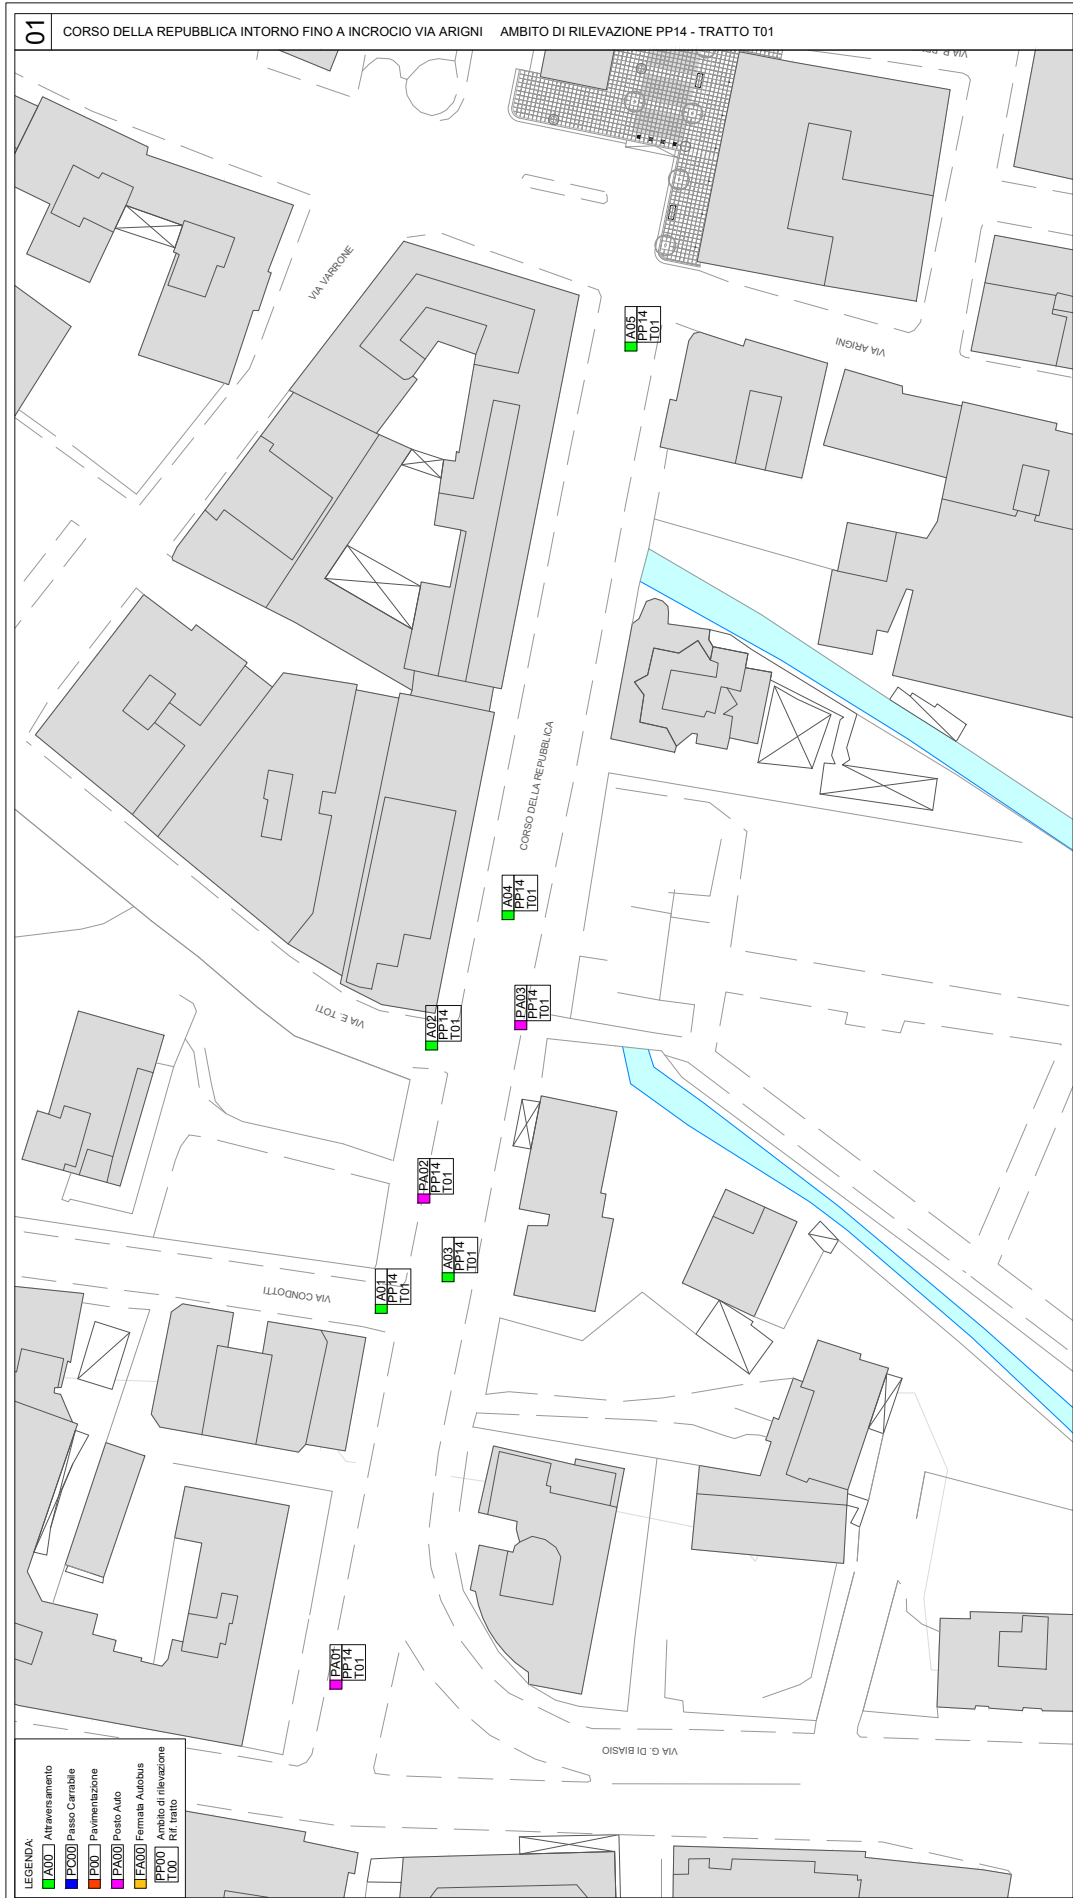 01
CORSO DELLA REPUBBLICA INTORNO FINO A INCROCIO VIA ARIGNI AMBITO DI RILEVAZIONE PP14 - TRATTO T01
VIA VARRONE
A05
PP14
T01
VIA ARIGNI
CORSO DELLA REPUBBLICA
A04
PP14
T01
PA03
PP14
T01
VIA E. TOTI
A02
PP14
T01
PA02
PP14
T01
A03
PP14
T01
VIA CONDOTTI
A01
PP14
T01
PA01
PP14
T01
VIA G. DI BIASIO
LEGENDA:
A00 Attraversamento
PC00 Passo Carrabile
P00 Pavimentazione
PA00 Posto Auto
FA00 Fermata Autobus
PP00 Ambito di rilevazione
T00 Rif. tratto